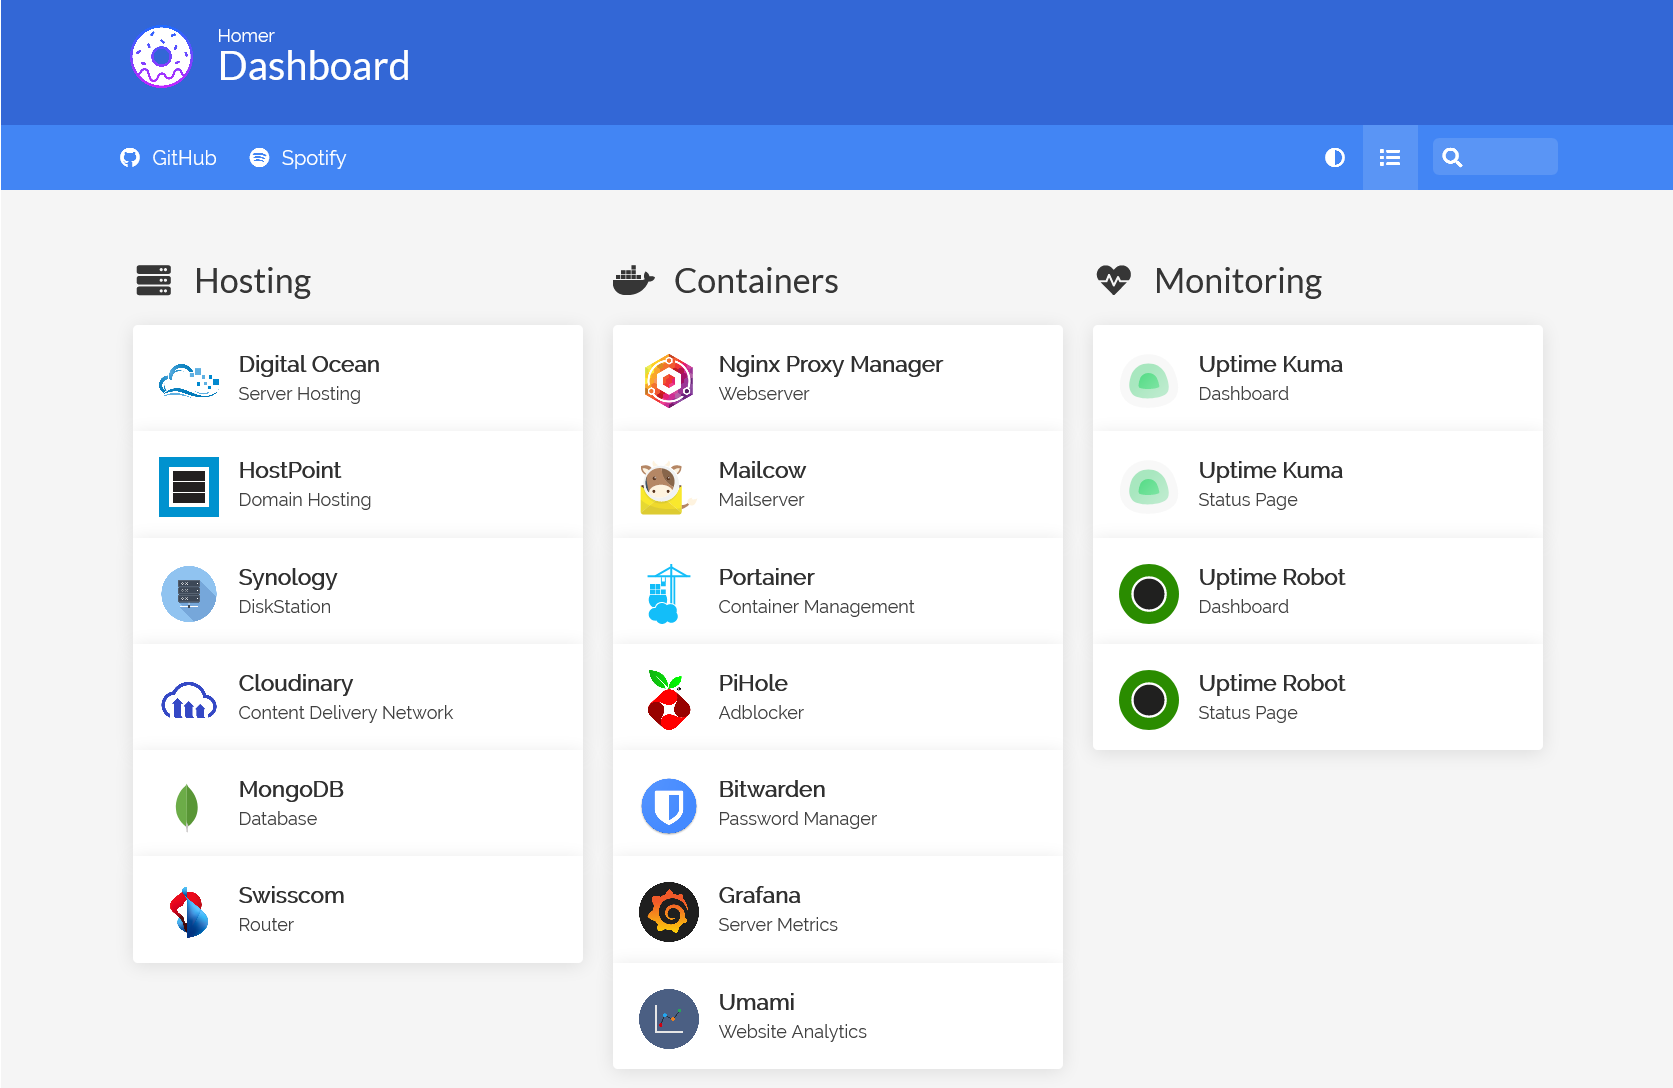 Homer
Dashboard
GitHub
Spotify
Hosting
Digital Ocean
Server Hosting
HostPoint
Domain Hosting
Synology
DiskStation
Cloudinary
Content Delivery Network
MongoDB
Database
Swisscom
Router
Containers
Nginx Proxy Manager
Webserver
Mailcow
Mailserver
Portainer
Container Management
PiHole
Adblocker
Bitwarden
Password Manager
Grafana
Server Metrics
Umami
Website Analytics
Monitoring
Uptime Kuma
Dashboard
Uptime Kuma
Status Page
Uptime Robot
Dashboard
Uptime Robot
Status Page